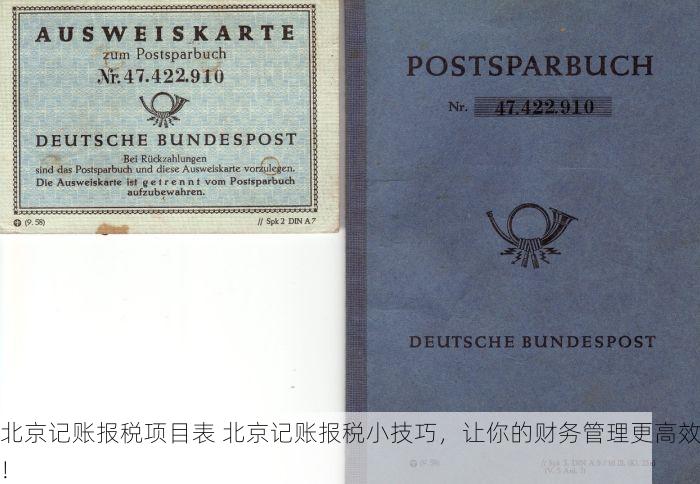 AUSWEISKARTE
zum Postsparbuch
Nr. 47.422.910
DEUTSCHE BUNDESPOST
Bei Rückzahlungen
sind das Postsparbuch und diese Ausweiskarte vorzulegen.
Die Ausweiskarte ist getrennt vom Postsparbuch
aufzubewahren.
(9. 58)
// Spk 2 DIN A 7
POSTSPARBUCH
Nr. 47.422.910
DEUTSCHE BUNDESPOST
北京记账报税项目表 北京记账报税小技巧，让你的财务管理更高效
！